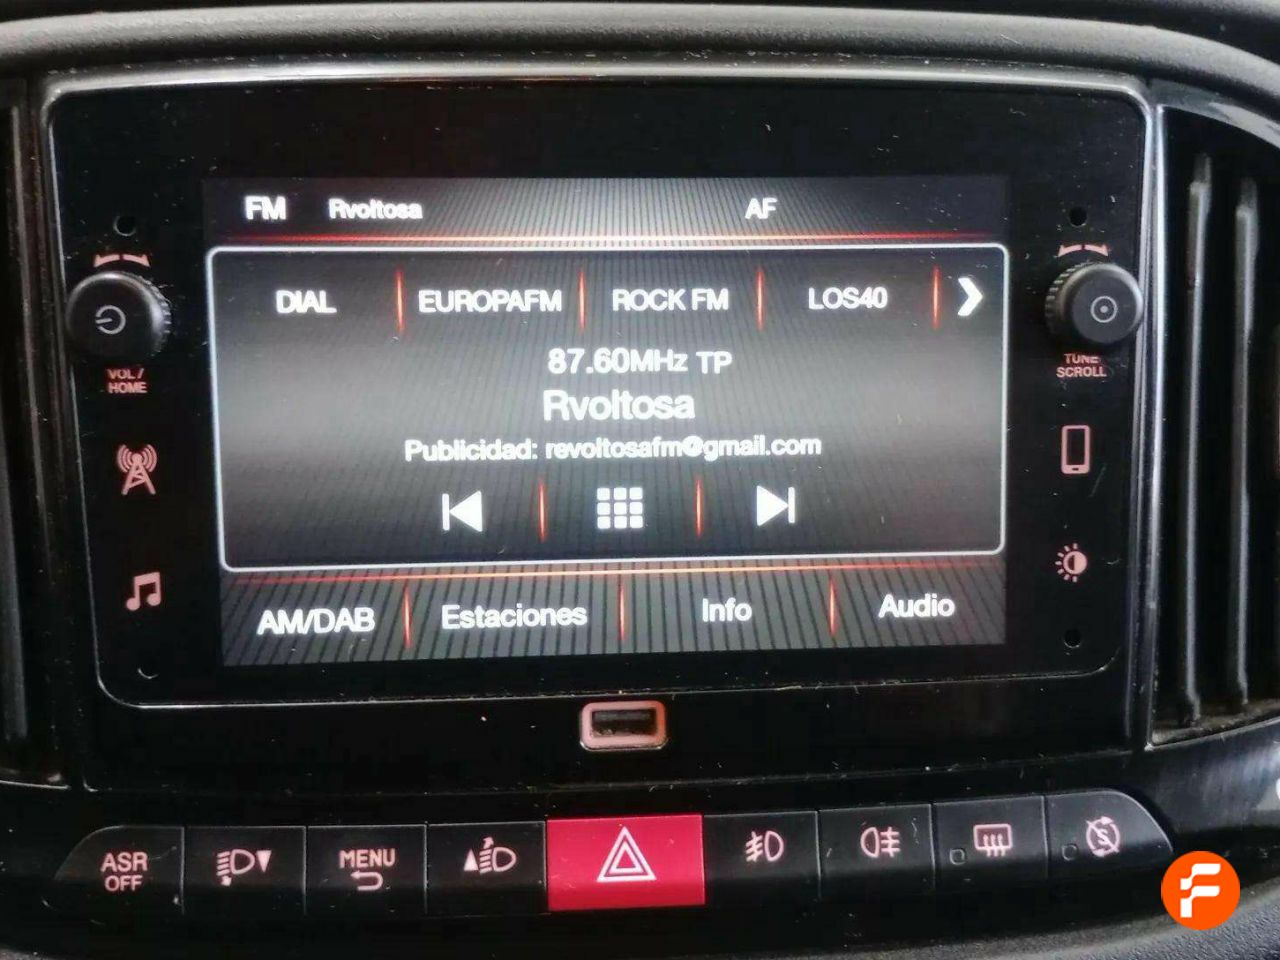 FM Rvoltosa AF
DIAL EUROPAFM ROCK FM LOS40
87.60MHz TP
Rvoltosa
Publicidad: revoltosafm@gmail.com
AM/DAB Estaciones Info Audio
VOL /
HOME
TUNE
SCROLL
ASR
OFF
MENU